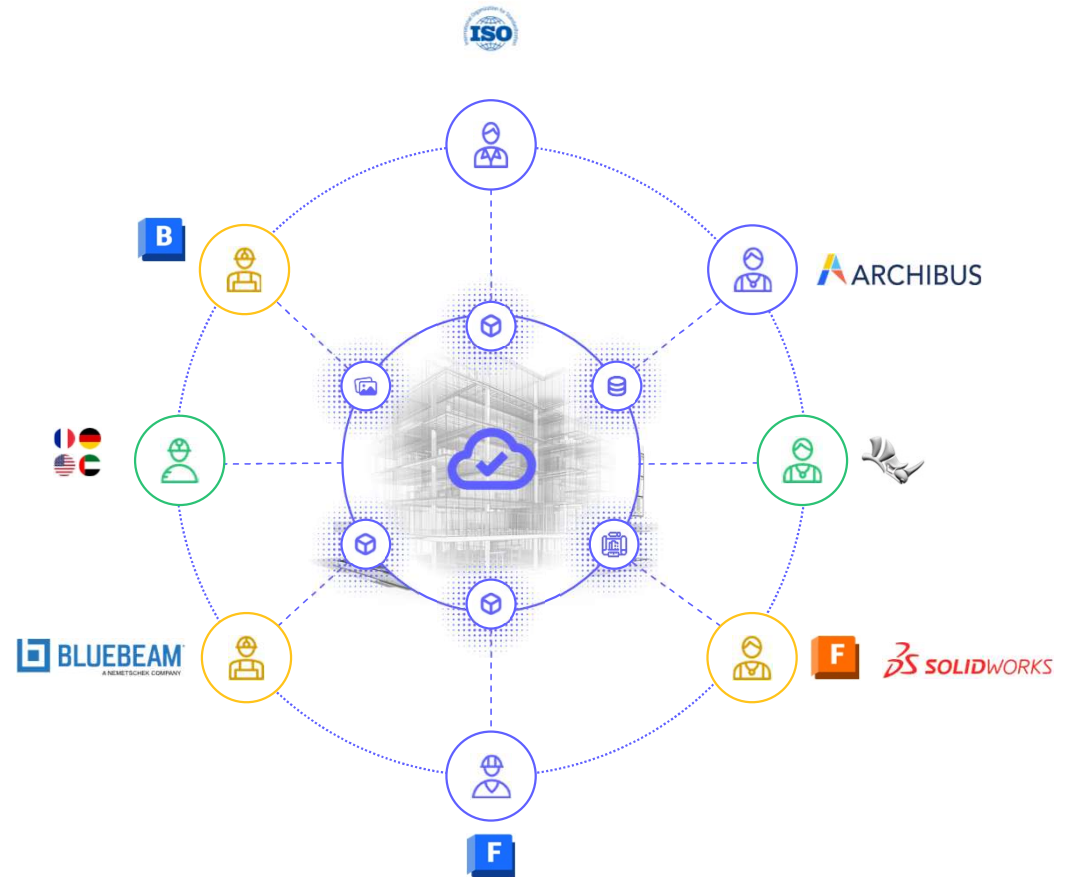 ISO
B
ARCHIBUS
BLUEBEAM
A NEMETSCHEK COMPANY
F
SOLIDWORKS
F